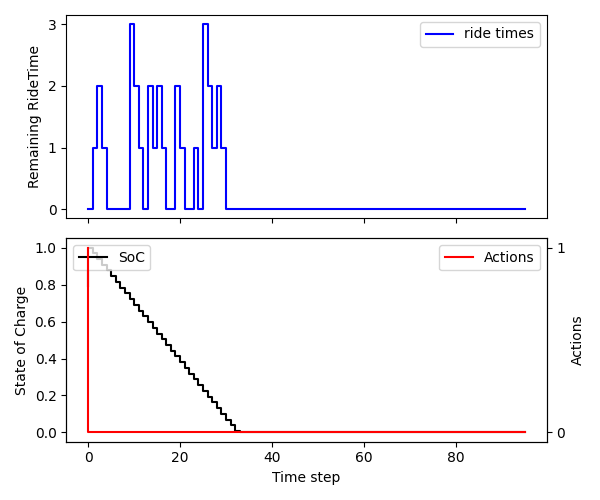 3
2
1
0
Remaining RideTime
ride times
1.0
0.8
0.6
0.4
0.2
0.0
State of Charge
SoC
Actions
1
0
Actions
0
20
40
60
80
Time step